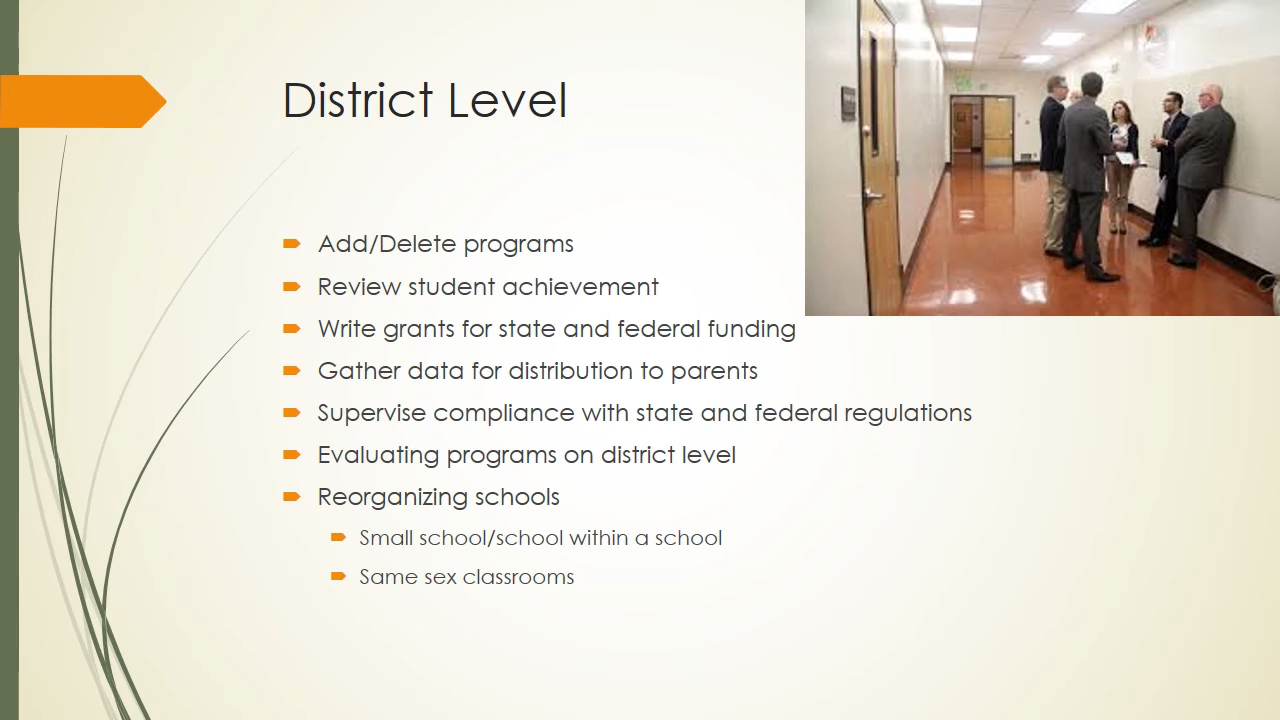 District Level
Add/Delete programs
Review student achievement
Write grants for state and federal funding
Gather data for distribution to parents
Supervise compliance with state and federal regulations
Evaluating programs on district level
Reorganizing schools
Small school/school within a school
Same sex classrooms